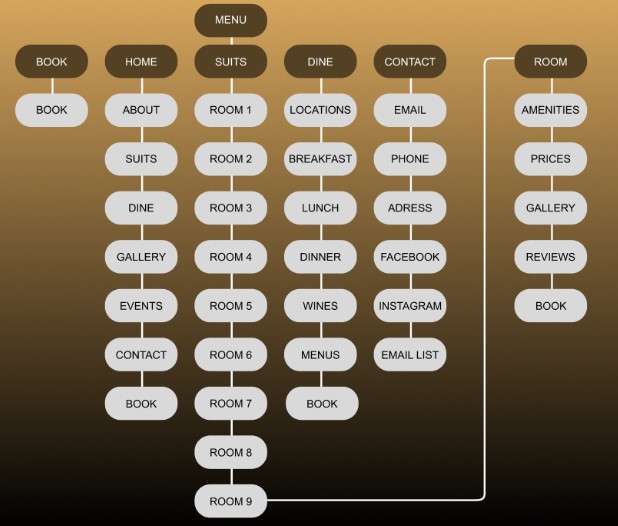 MENU
BOOK
HOME
SUITS
DINE
CONTACT
ROOM
BOOK
ABOUT
ROOM 1
LOCATIONS
EMAIL
AMENITIES
SUITS
ROOM 2
BREAKFAST
PHONE
PRICES
DINE
ROOM 3
LUNCH
ADRESS
GALLERY
GALLERY
ROOM 4
DINNER
FACEBOOK
REVIEWS
EVENTS
ROOM 5
WINES
INSTAGRAM
BOOK
CONTACT
ROOM 6
MENUS
EMAIL LIST
BOOK
ROOM 7
BOOK
ROOM 8
ROOM 9